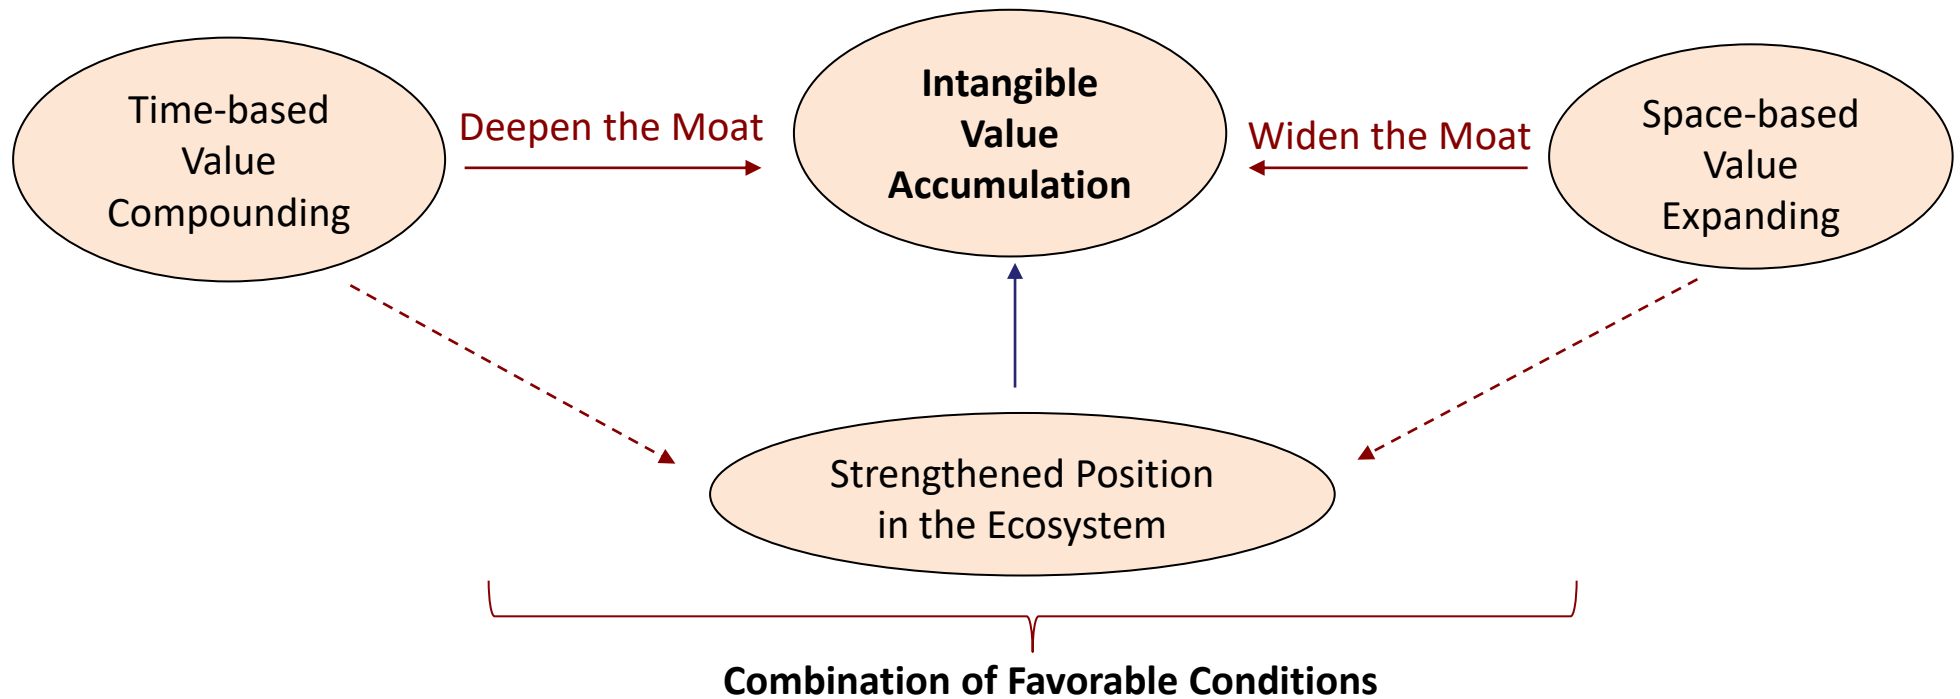 Time-based
Value
Compounding
Deepen the Moat
Intangible
Value
Accumulation
Widen the Moat
Space-based
Value
Expanding
Strengthened Position
in the Ecosystem
Combination of Favorable Conditions